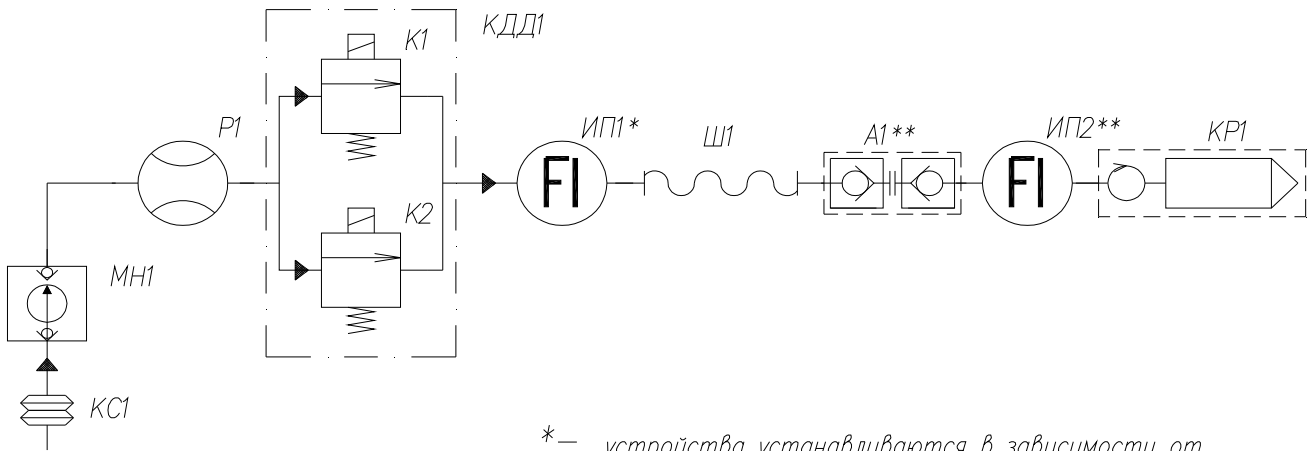 КДД1
К1
Р1
ИП1*
Ш1
А1**
ИП2**
КР1
FI
FI
К2
МН1
КС1
*— устройства устанавливаются в зависимости от